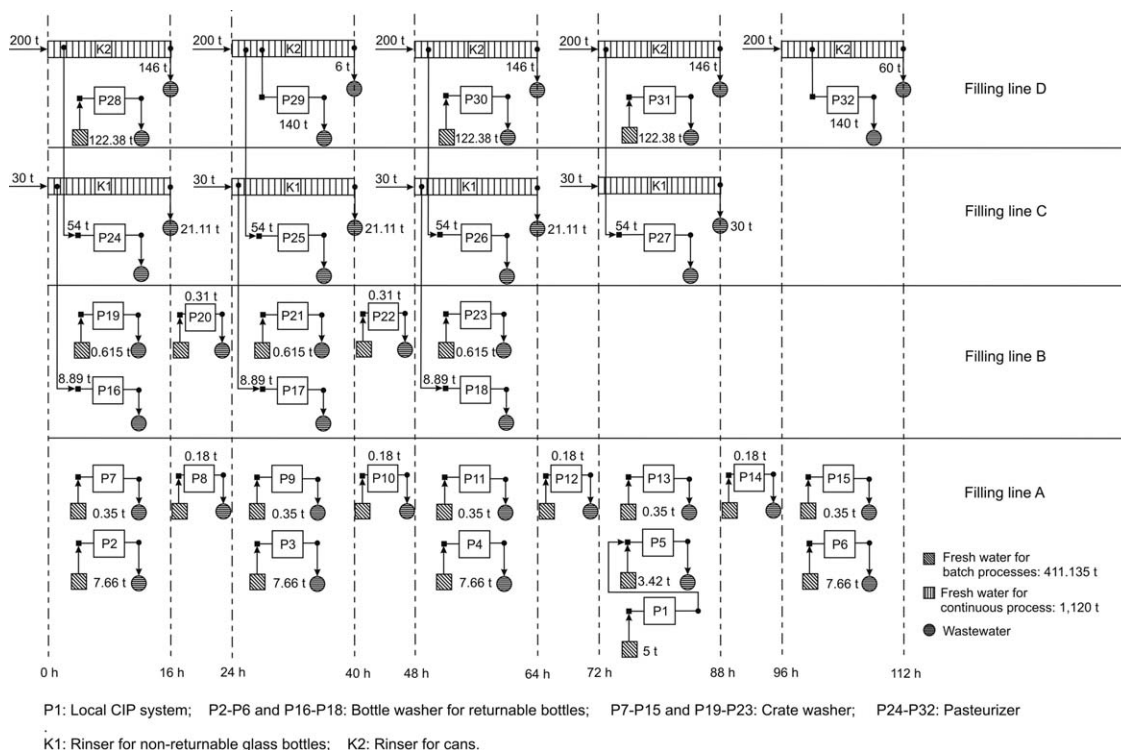 200 t 200 t 200 t 200 t 200 t
K2 K2 K2 K2 K2
146 t 6 t 146 t 146 t 60 t
Filling line D
P28 P29 P30 P31 P32
122.38 t 140 t 122.38 t 122.38 t 140 t
30 t 30 t 30 t 30 t
K1 K1 K1 K1
Filling line C
54 t 54 t 54 t 54 t
21.11 t 21.11 t 21.11 t 30 t
P24 P25 P26 P27
0.31 t 0.31 t
P19 P20 P21 P22 P23
0.615 t 0.615 t 0.615 t
Filling line B
8.89 t 8.89 t 8.89 t
P16 P17 P18
0.18 t 0.18 t 0.18 t 0.18 t
P7 P8 P9 P10 P11 P12 P13 P14 P15
Filling line A
0.35 t 0.35 t 0.35 t 0.35 t 0.35 t
P2 P3 P4 P5 P6
7.66 t 7.66 t 7.66 t 3.42 t 7.66 t
P1
5 t
Fresh water for
batch processes: 411.135 t
Fresh water for
continuous process: 1,120 t
Wastewater
0 h 16 h 24 h 40 h 48 h 64 h 72 h 88 h 96 h 112 h
P1: Local CIP system; P2-P6 and P16-P18: Bottle washer for returnable bottles; P7-P15 and P19-P23: Crate washer; P24-P32: Pasteurizer
.
K1: Rinser for non-returnable glass bottles; K2: Rinser for cans.